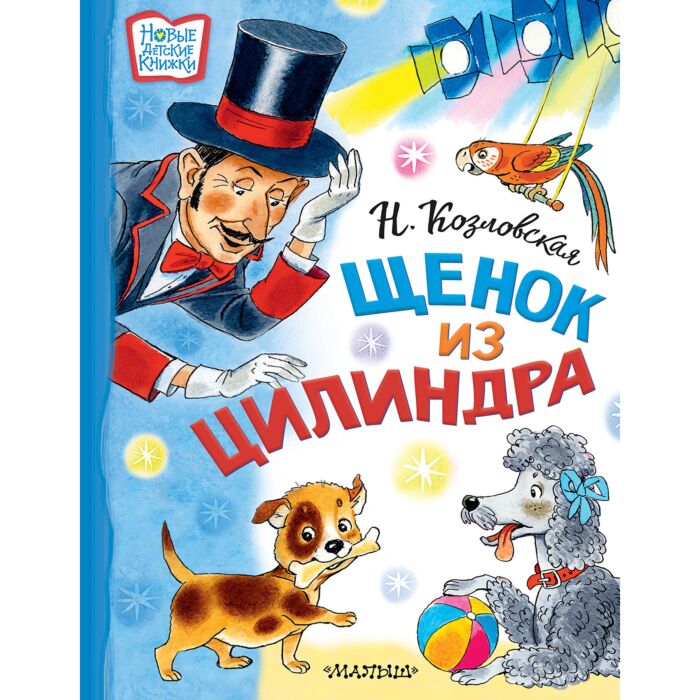 НОВЫЕ
ДЕТСКИЕ
КНИЖКИ
Н. Козловская
ЩЕНОК
ИЗ
ЦИЛИНДРА
«МАЛЫШ»